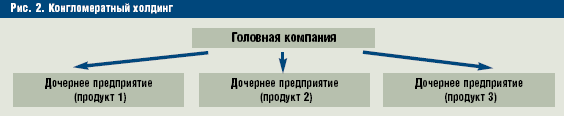 Рис. 2. Конгломератный холдинг
Головная компания
Дочернее предприятие
(продукт 1)
Дочернее предприятие
(продукт 2)
Дочернее предприятие
(продукт 3)